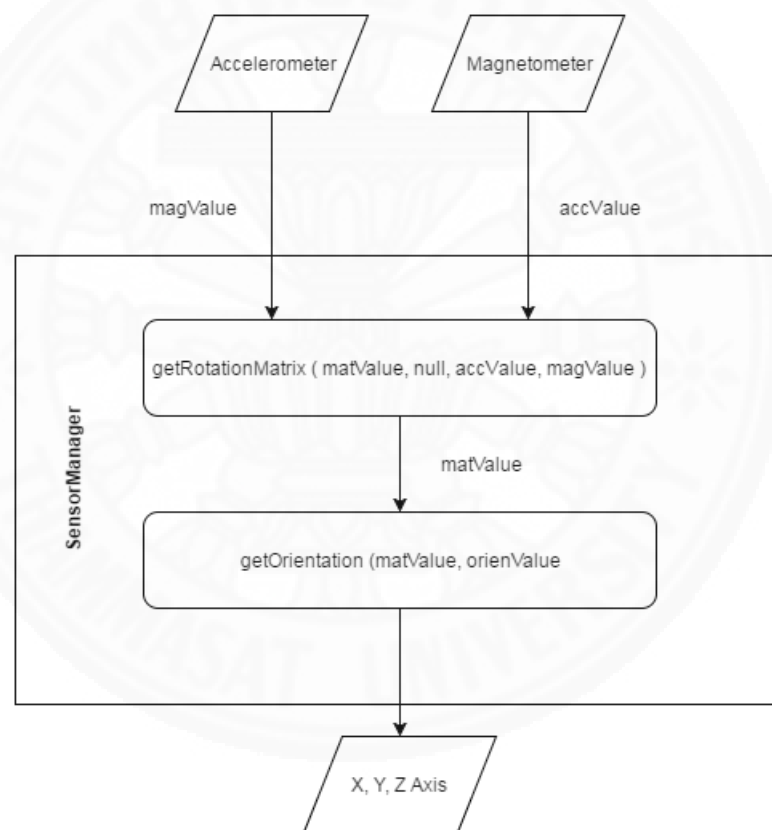 Accelerometer
Magnetometer
magValue
accValue
getRotationMatrix ( matValue, null, accValue, magValue )
SensorManager
matValue
getOrientation (matValue, orienValue
X, Y, Z Axis